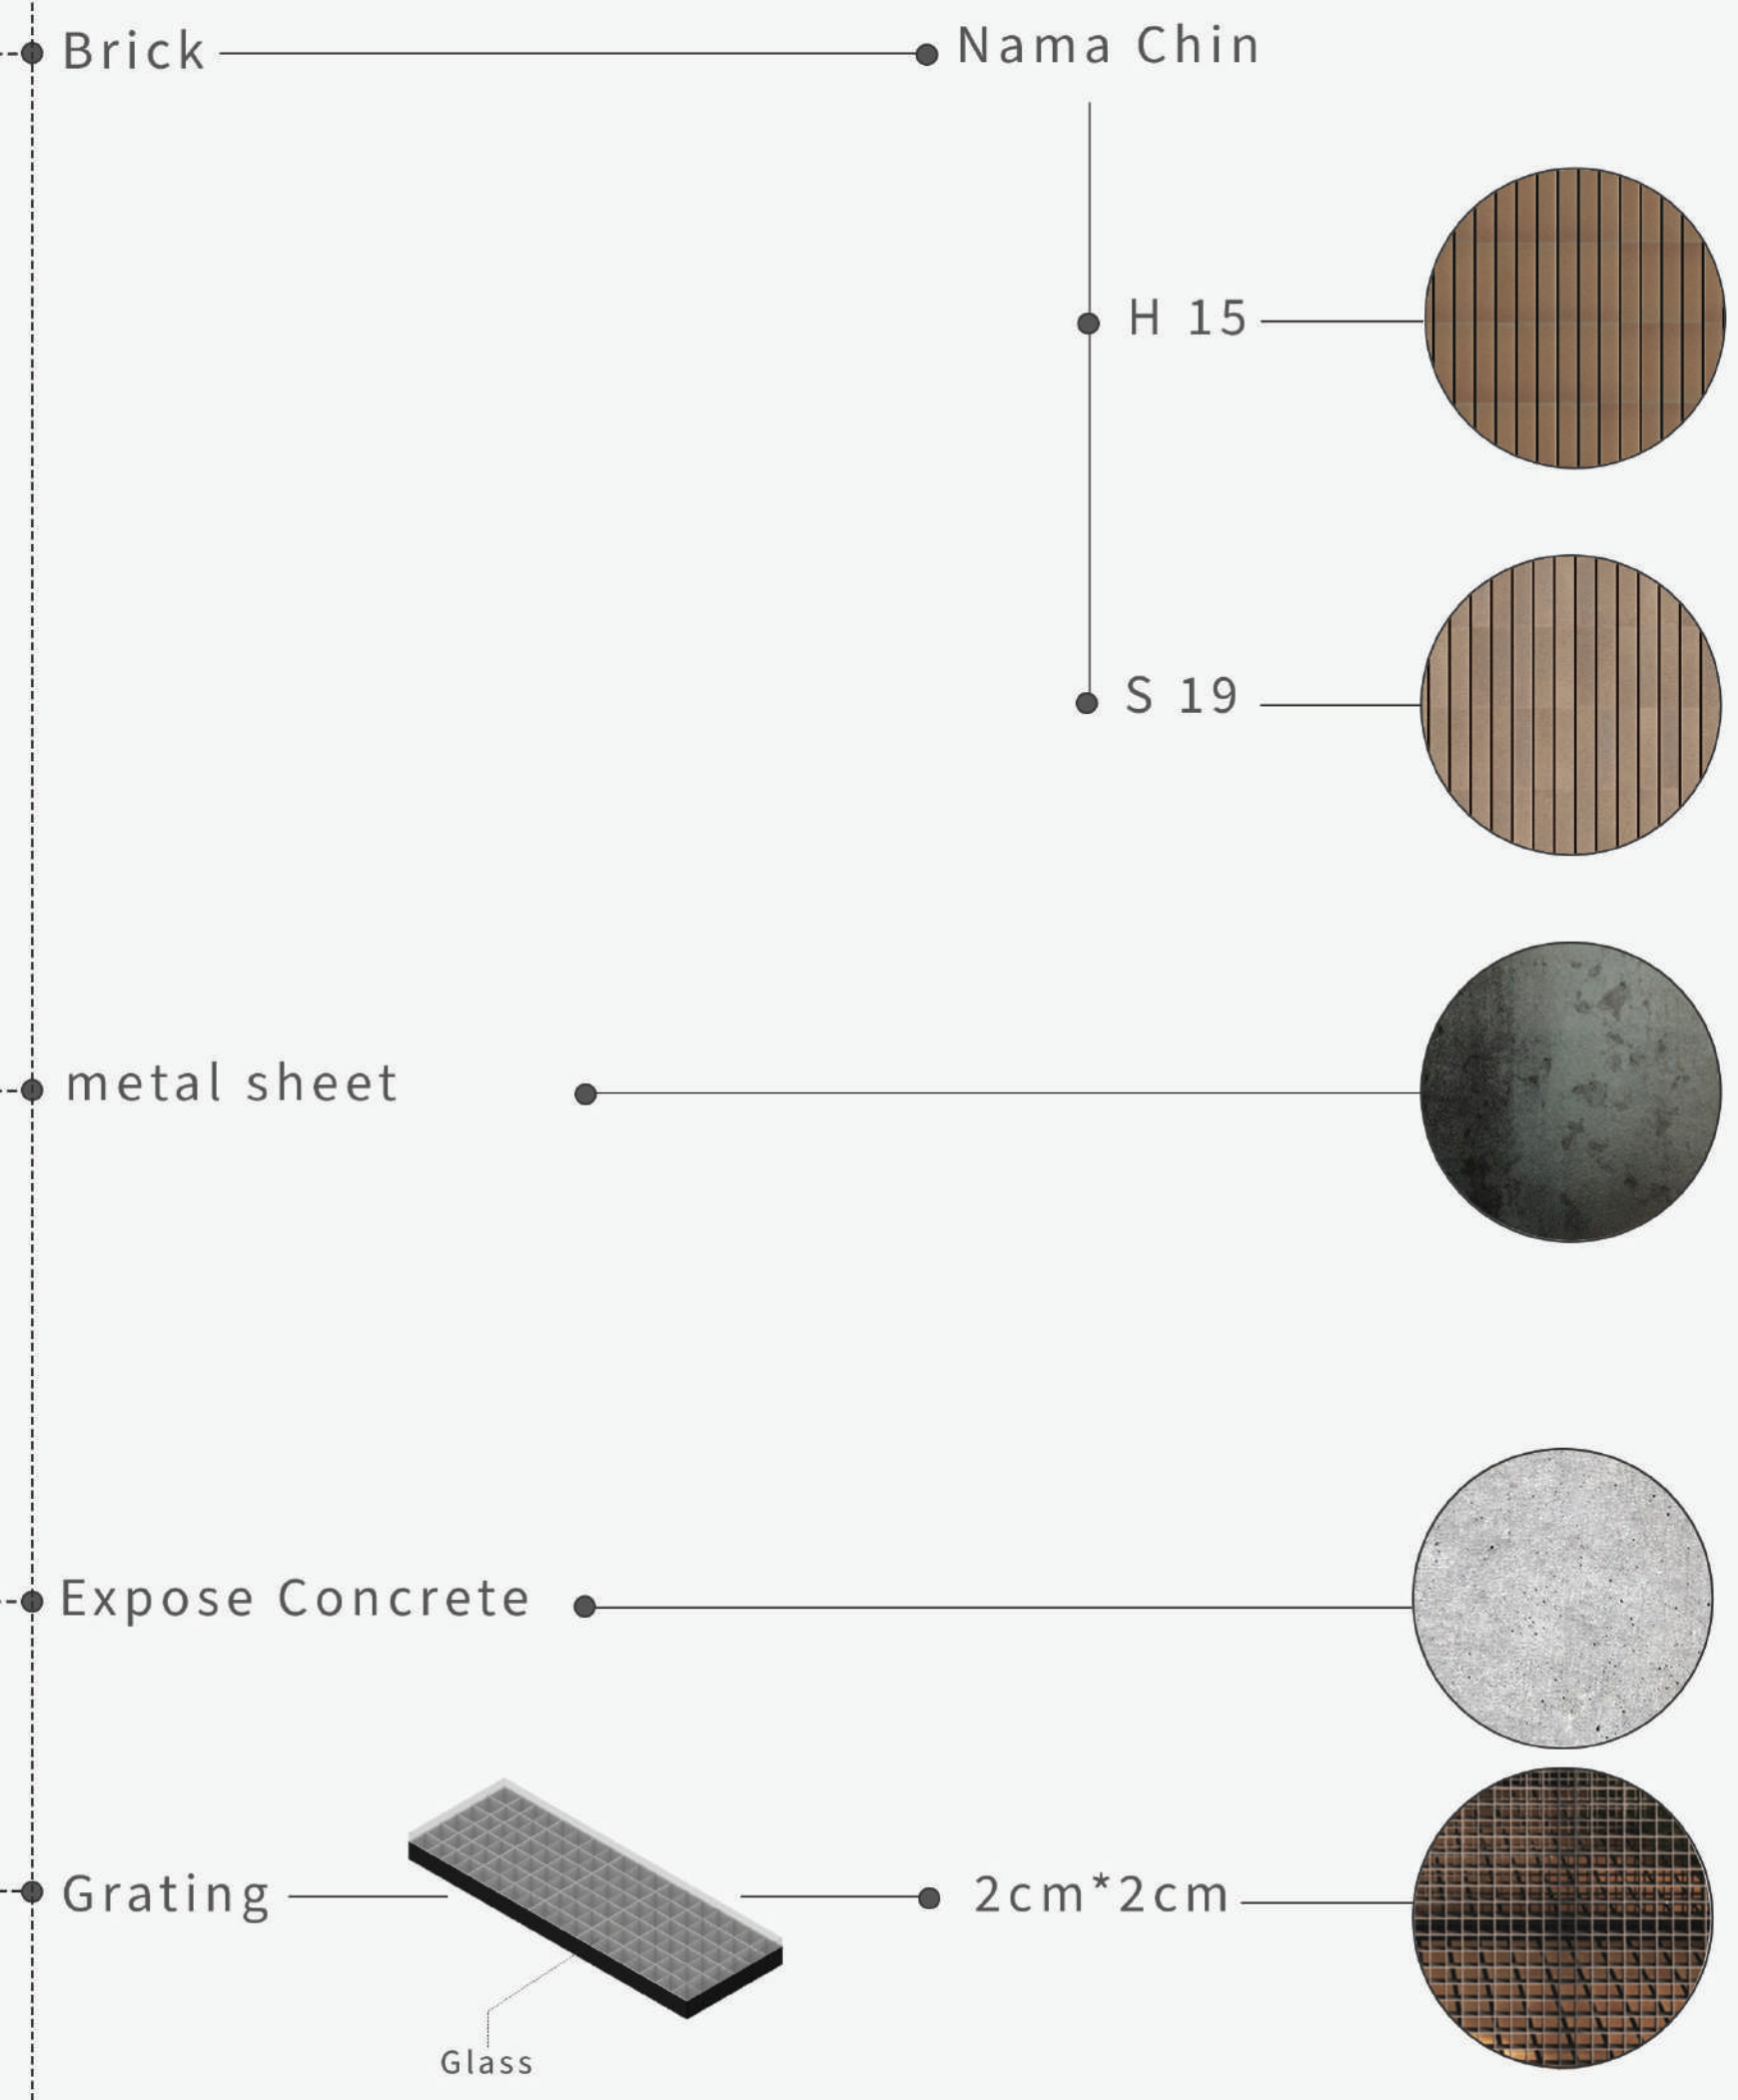 Brick
Nama Chin
H 15
S 19
metal sheet
Expose Concrete
Grating
2cm*2cm
Glass